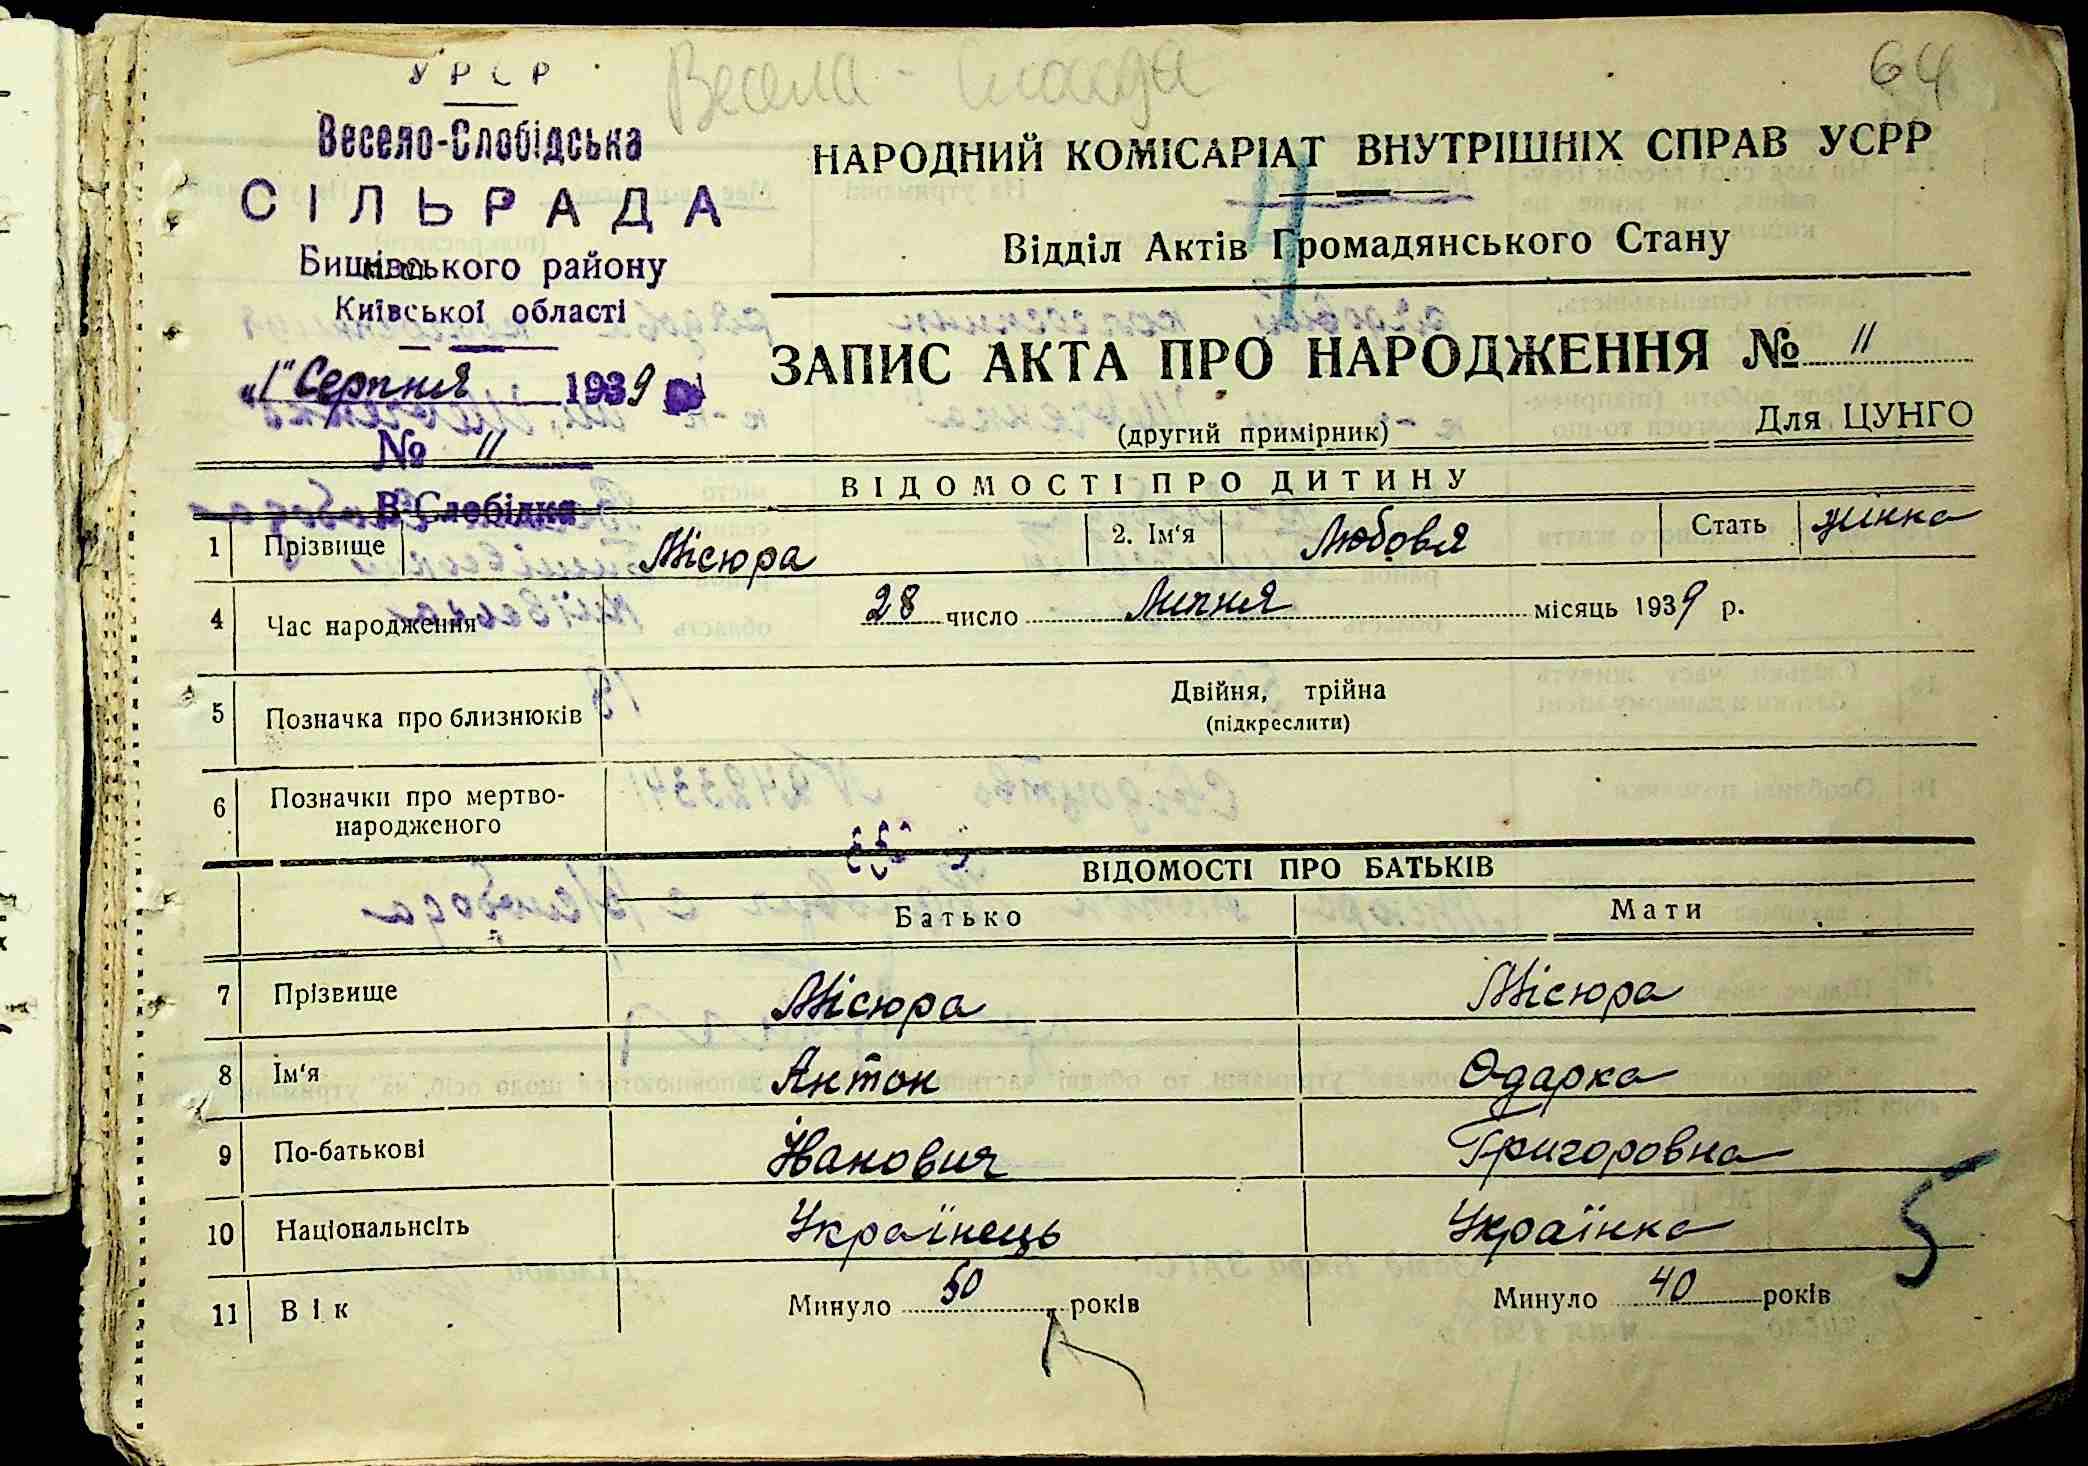 УРСР
Весела - Слобода
64
Весело-Слобідська
СІЛЬРАДА
Бишівського району
Київської області
„1" Серпня 1939
№ 11
В Слобідка
НАРОДНИЙ КОМІСАРІАТ ВНУТРІШНІХ СПРАВ УСРР
Відділ Актів Громадянського Стану
ЗАПИС АКТА ПРО НАРОДЖЕННЯ № 11
(другий примірник) Для ЦУНГО
ВІДОМОСТІ ПРО ДИТИНУ
1 Прізвище Місюра 2. Ім'я Любовя Стать жінка
4 Час народження 28 число Липня місяць 1939 р.
5 Позначка про близнюків Двійня, трійна
(підкреслити)
6 Позначки про мертво-
народженого
ВІДОМОСТІ ПРО БАТЬКІВ
Батько Мати
7 Прізвище Місюра Місюра
8 Ім'я Антон Одарка
9 По-батькові Іванович Григоровна
10 Національнсіть Українець Українка
5
11 Вік Минуло 50 років Минуло 40 років